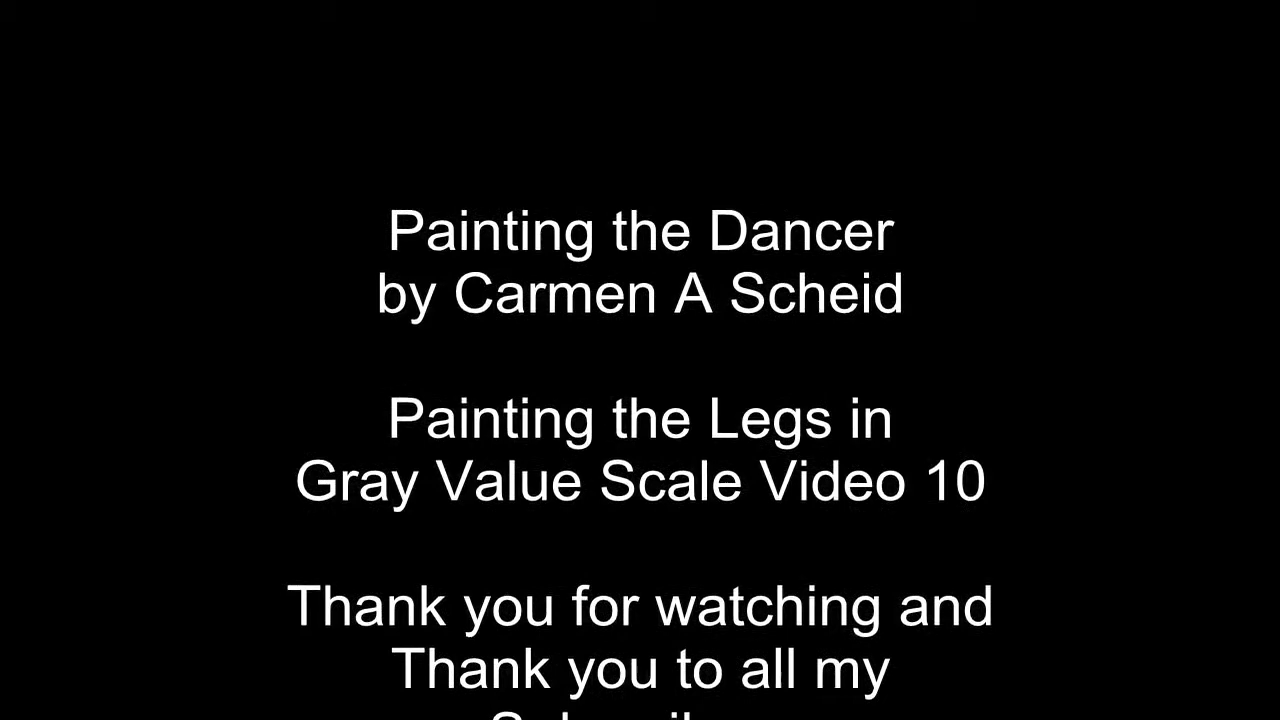 Painting the Dancer
by Carmen A Scheid
Painting the Legs in
Gray Value Scale Video 10
Thank you for watching and
Thank you to all my